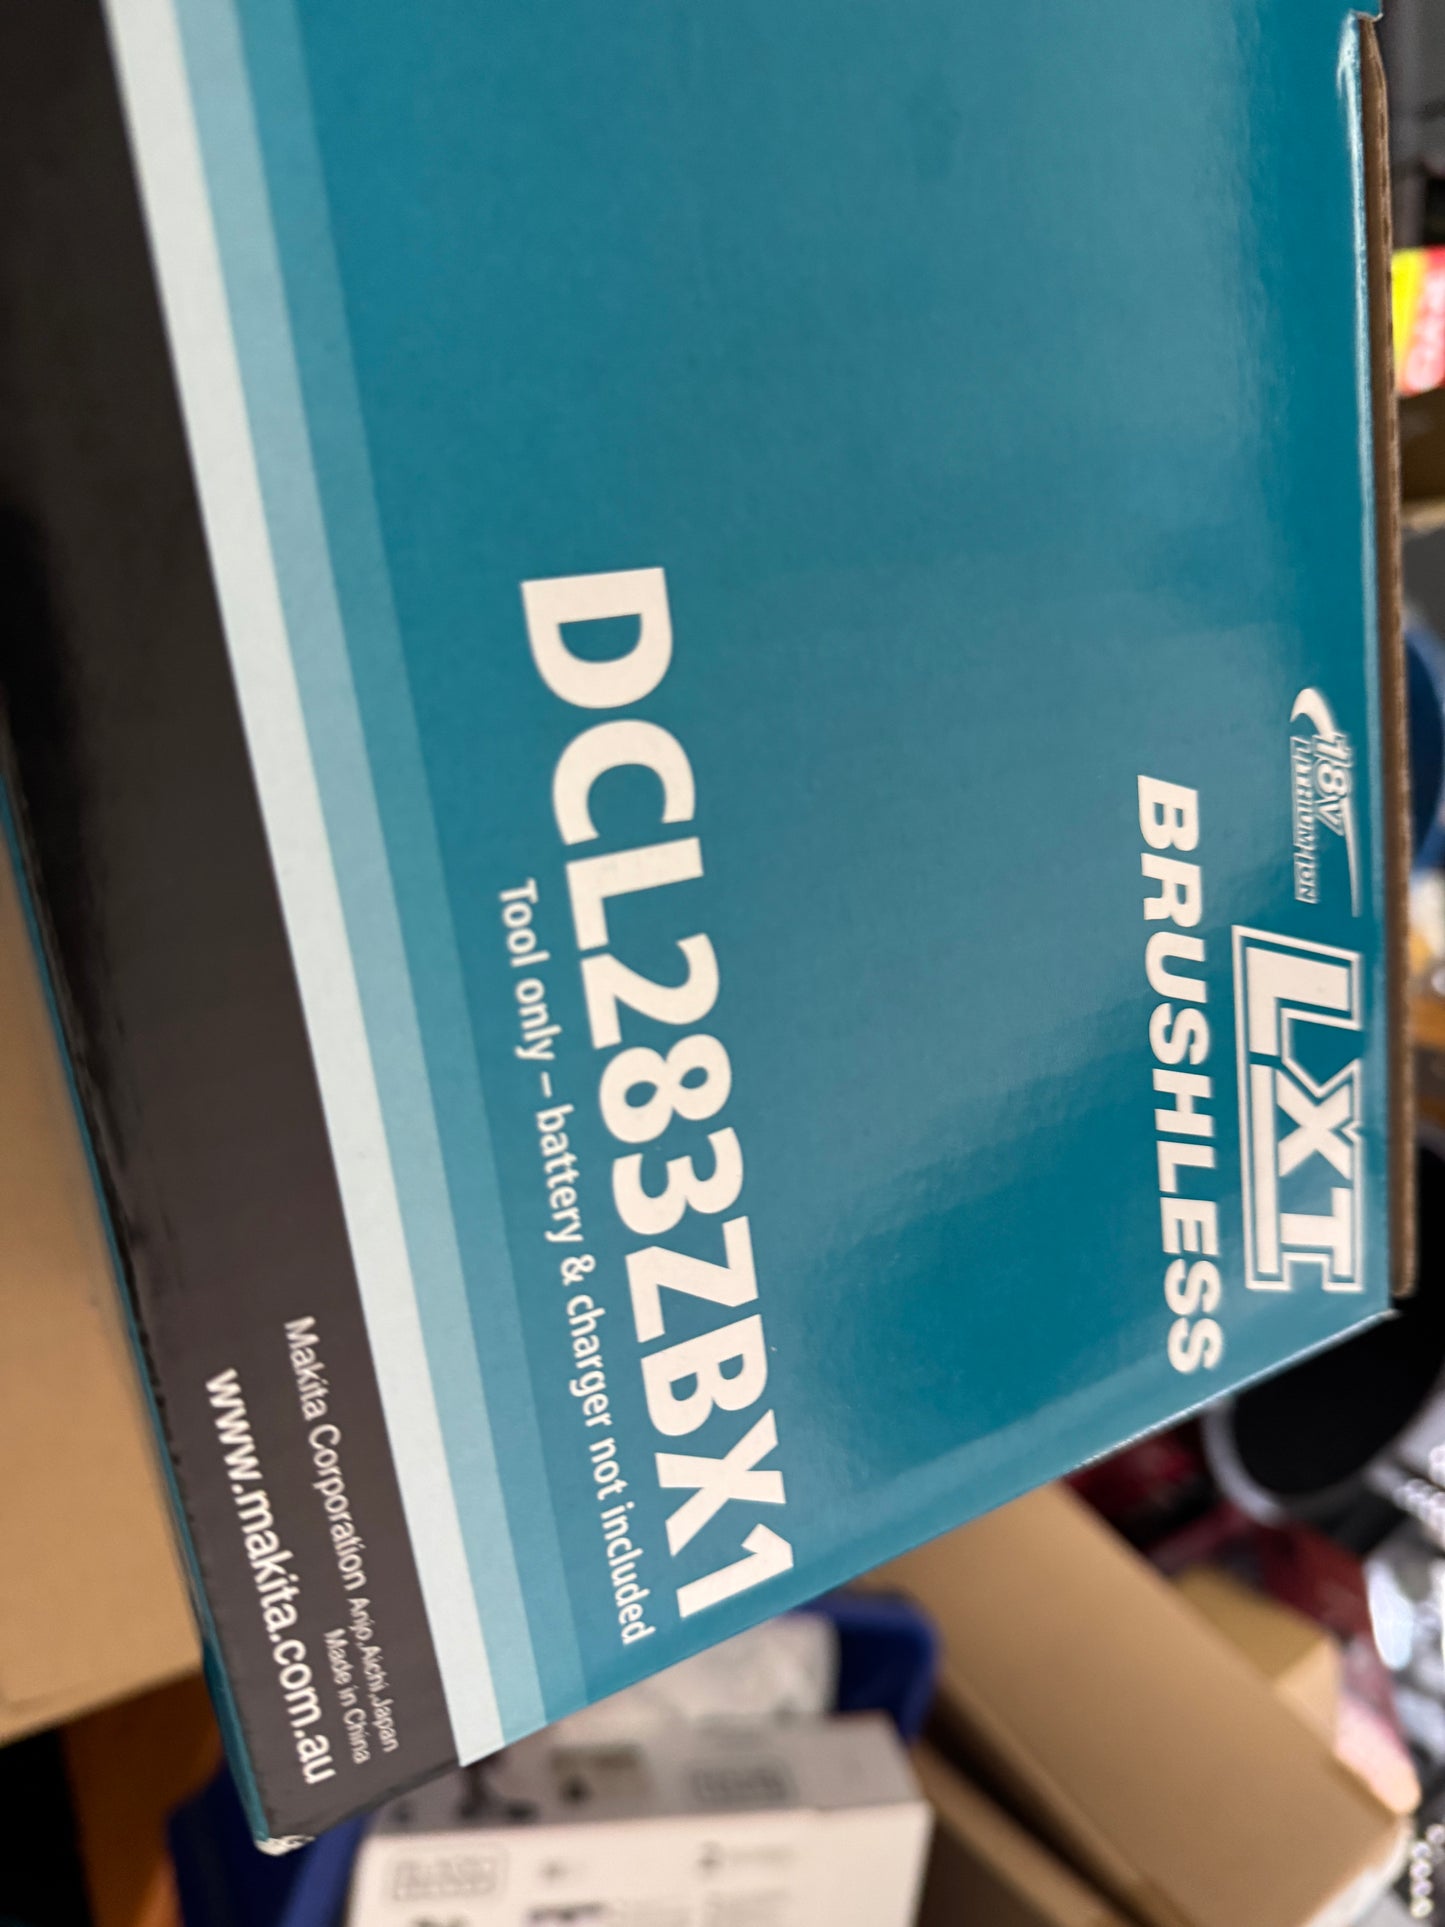 18V
LITHIUM-ION
LXT
BRUSHLESS
DCL283ZBX1
Tool only – battery & charger not included
Makita Corporation Anjo,Aichi,Japan
Made in China
www.makita.com.au